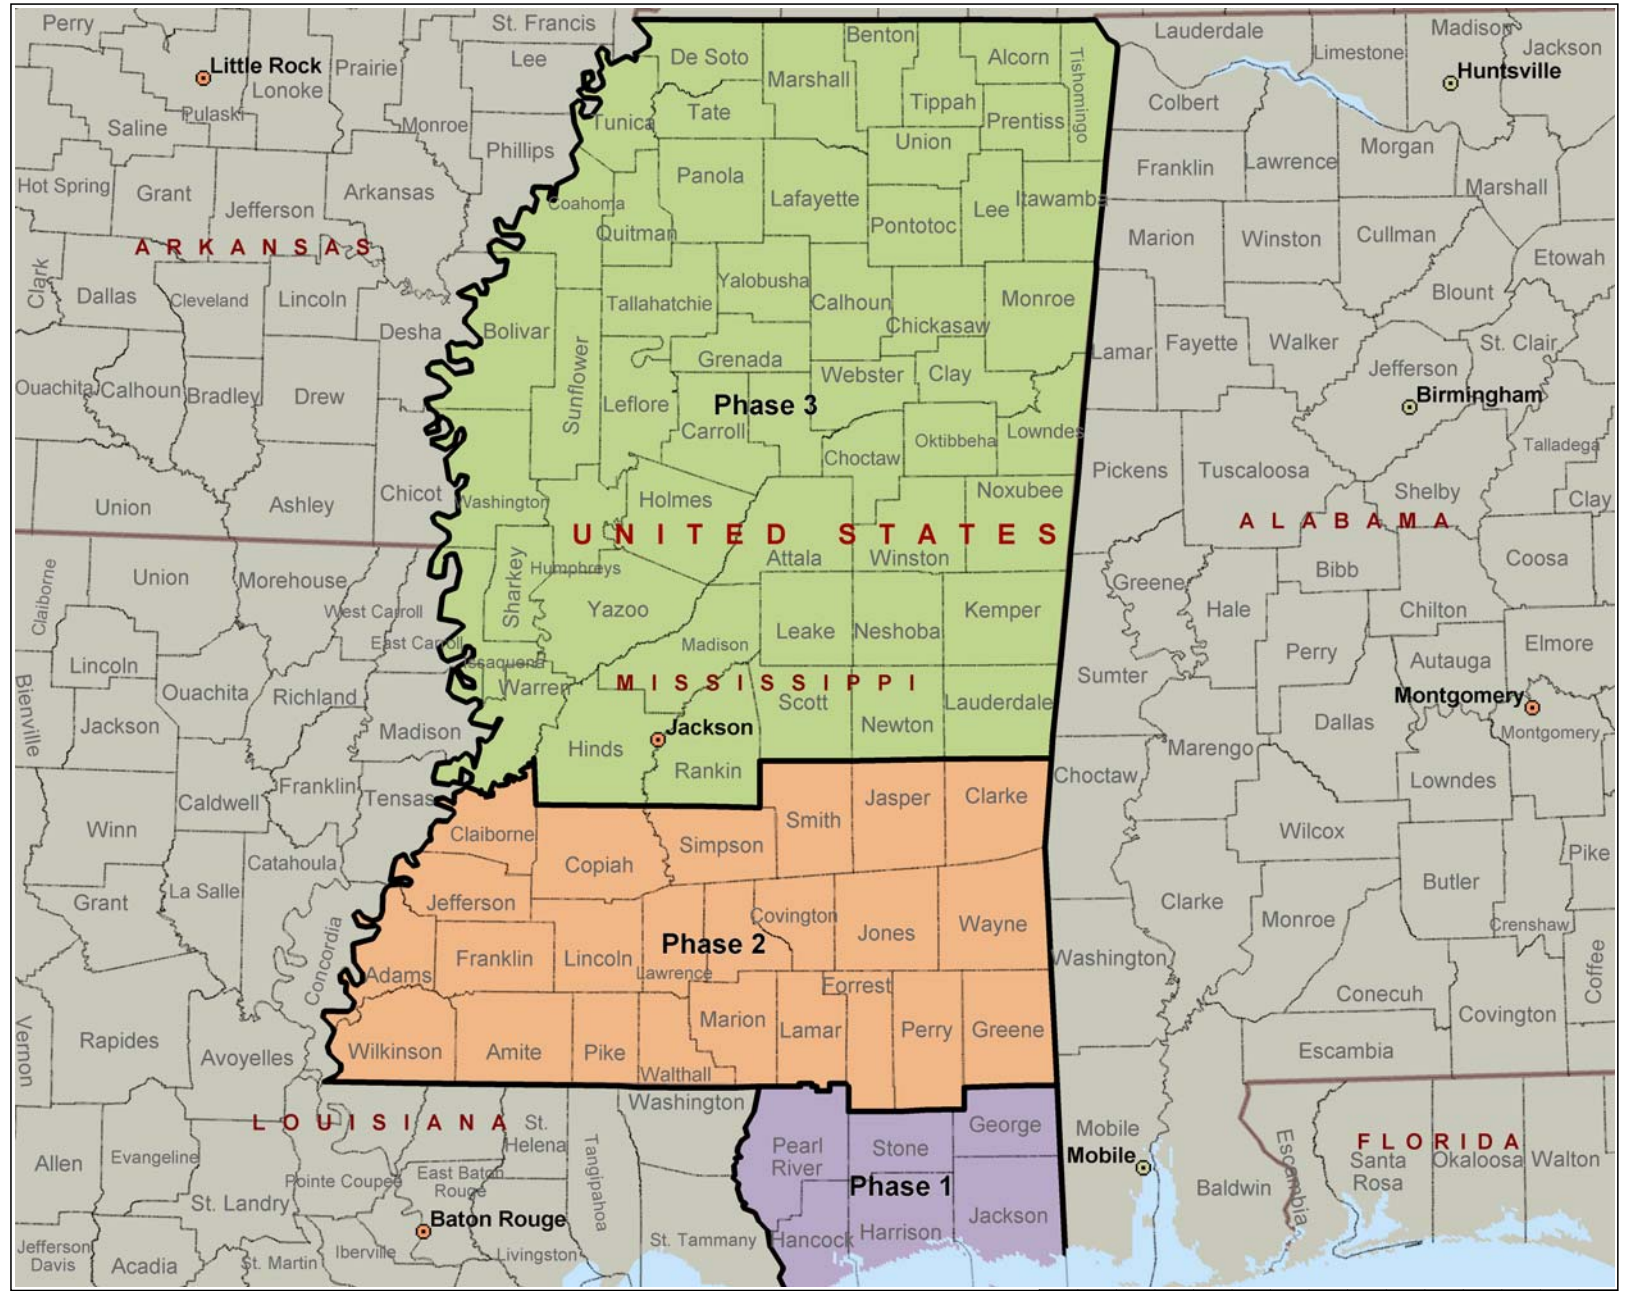 Perry
St. Francis
Lee
Little Rock
Prairie
Lonoke
Pulaski
Saline
Monroe
Phillips
Hot Spring
Grant
Jefferson
Arkansas
ARKANSAS
Clark
Dallas
Cleveland
Lincoln
Desha
Ouachita
Calhoun
Bradley
Drew
Union
Ashley
Chicot
De Soto
Marshall
Benton
Alcorn
Tishomingo
Tippah
Prentiss
Tunica
Tate
Union
Panola
Lafayette
Coahoma
Quitman
Pontotoc
Lee
Itawamba
Yalobusha
Tallahatchie
Calhoun
Chickasaw
Monroe
Bolivar
Sunflower
Grenada
Webster
Clay
Leflore
Phase 3
Carroll
Choctaw
Oktibbeha
Lowndes
Washington
Holmes
Noxubee
UNITED STATES
Attala
Winston
Sharkey
Humphreys
Yazoo
Madison
Leake
Neshoba
Kemper
Issaquena
Warren
MISSISSIPPI
Scott
Newton
Lauderdale
Jackson
Hinds
Rankin
Lauderdale
Limestone
Madison
Jackson
Huntsville
Colbert
Franklin
Lawrence
Morgan
Marshall
Marion
Winston
Cullman
Etowah
Blount
Lamar
Fayette
Walker
St. Clair
Jefferson
Birmingham
Talladega
Pickens
Tuscaloosa
Shelby
Clay
ALABAMA
Coosa
Bibb
Greene
Hale
Chilton
Perry
Autauga
Elmore
Sumter
Montgomery
Dallas
Montgomery
Marengo
Choctaw
Lowndes
Wilcox
Pike
Butler
Clarke
Monroe
Crenshaw
Coffee
Washington
Conecuh
Covington
Escambia
Claiborne
Union
Morehouse
West Carroll
East Carroll
Lincoln
Bienville
Ouachita
Richland
Jackson
Madison
Franklin
Tensas
Caldwell
Winn
Catahoula
La Salle
Grant
Concordia
Vernon
Rapides
Avoyelles
Claiborne
Copiah
Simpson
Smith
Jasper
Clarke
Jefferson
Covington
Jones
Wayne
Adams
Franklin
Lincoln
Phase 2
Lawrence
Forrest
Marion
Lamar
Perry
Greene
Wilkinson
Amite
Pike
Walthall
LOUISIANA
Washington
St.
Helena
Tangipahoa
Allen
Evangeline
Pointe Coupee
East Baton
Rouge
St. Landry
Baton Rouge
Jefferson
Davis
Acadia
St. Martin
Iberville
Livingston
St. Tammany
Pearl
River
Stone
George
Phase 1
Hancock
Harrison
Jackson
Mobile
Mobile
Baldwin
Escambia
FLORIDA
Santa
Rosa
Okaloosa
Walton